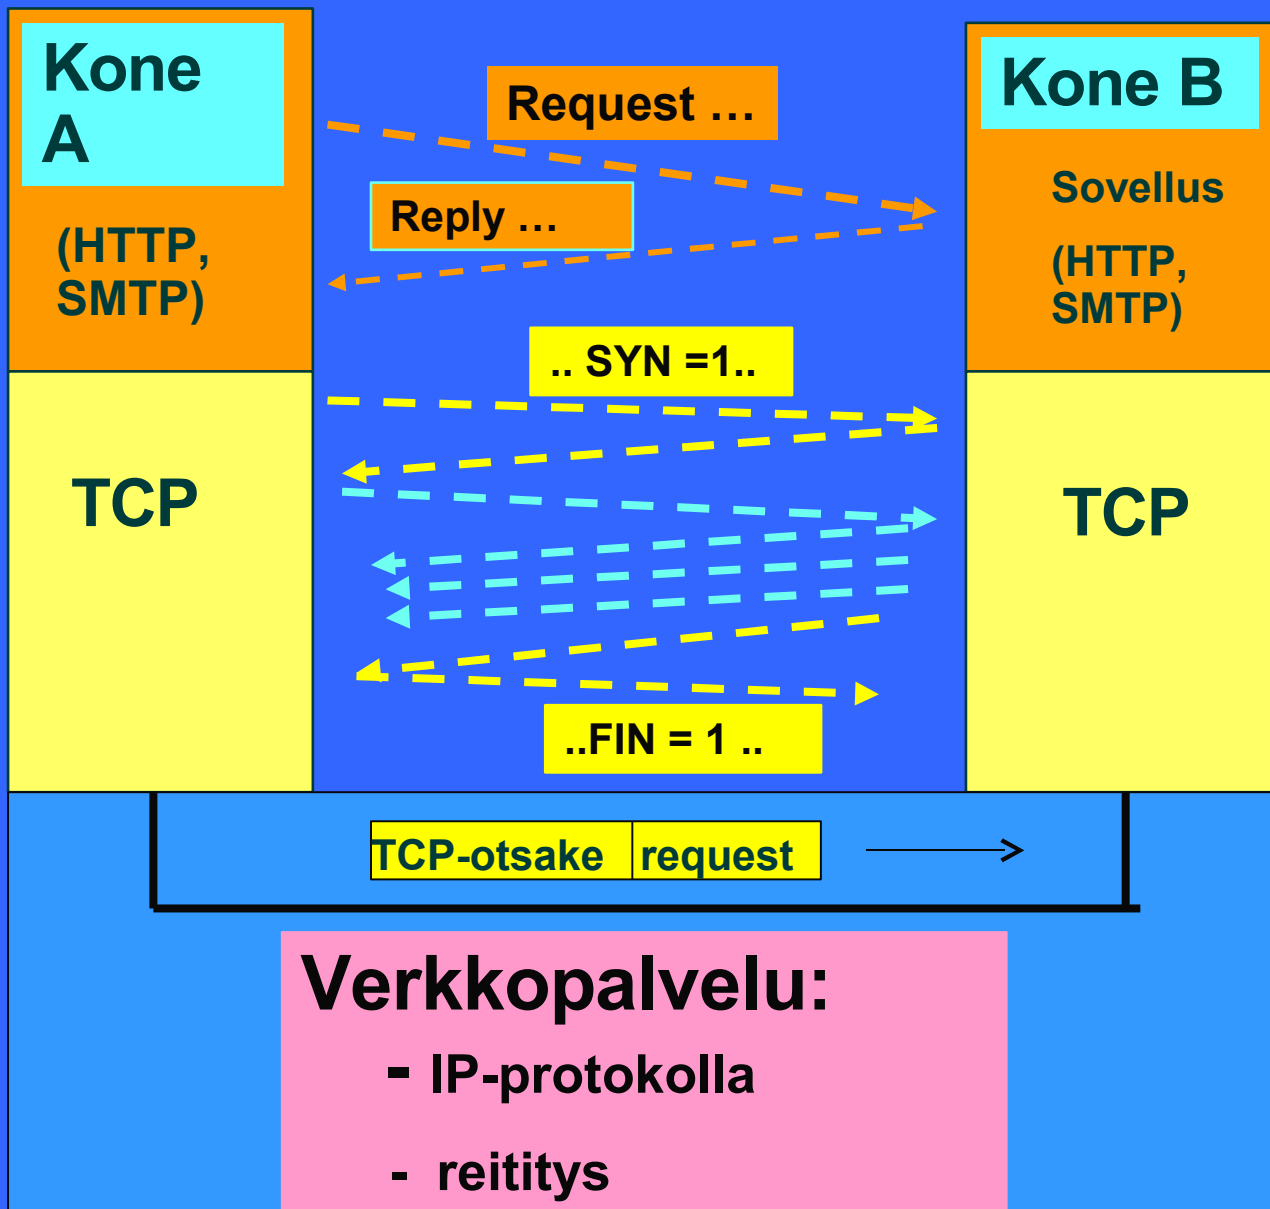 Kone
A
(HTTP,
SMTP)
Request ...
Reply ...
Kone B
Sovellus
(HTTP,
SMTP)
.. SYN =1..
TCP
TCP
..FIN = 1 ..
TCP-otsake request
Verkkopalvelu:
- IP-protokolla
- reititys